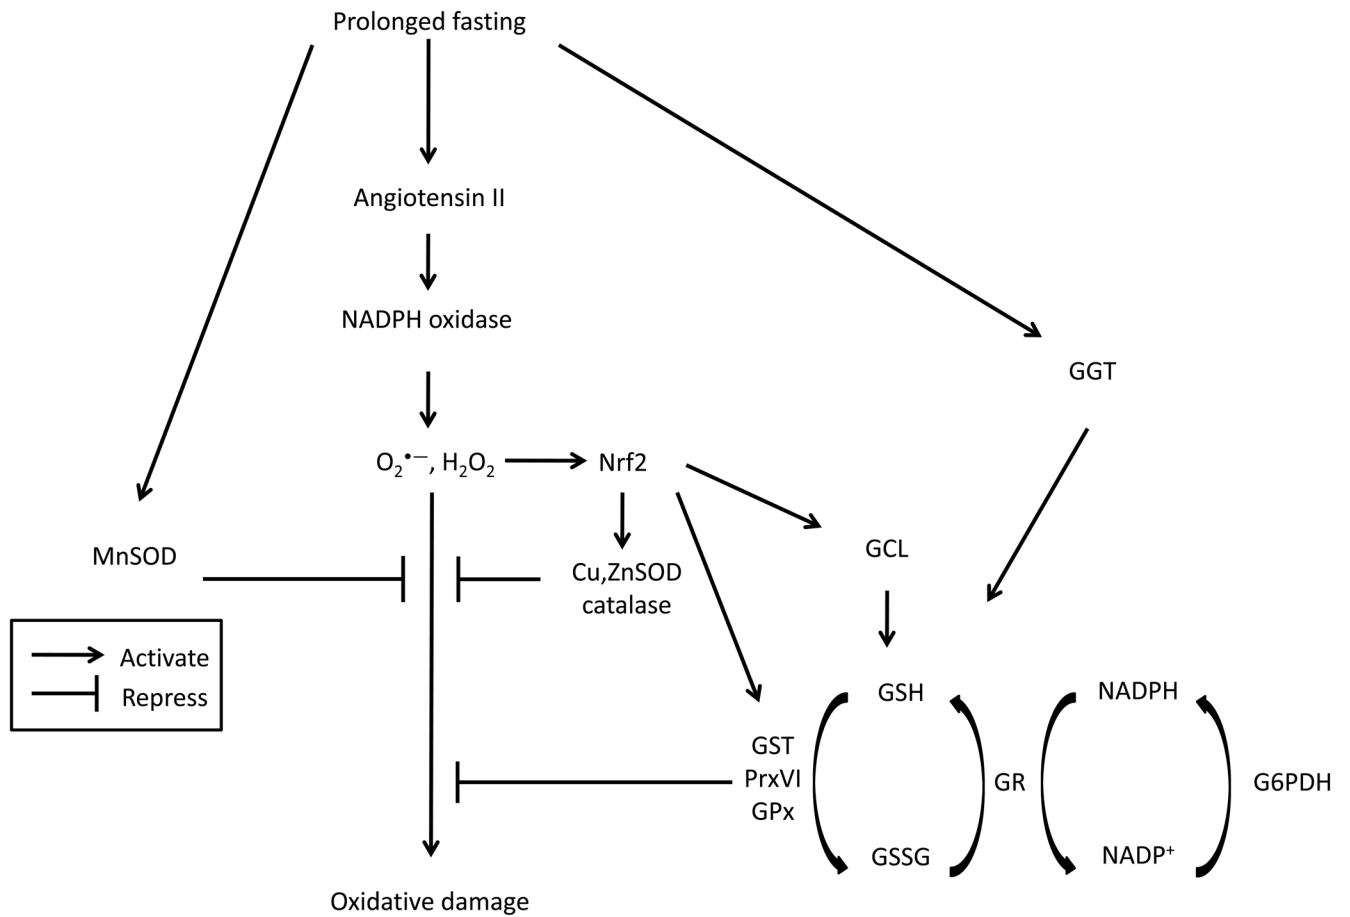 Prolonged fasting
Angiotensin II
NADPH oxidase
GGT
O₂•−, H₂O₂
Nrf2
MnSOD
Cu,ZnSOD
catalase
GCL
Activate
Repress
GSH
NADPH
GST
PrxVI
GPx
GR
G6PDH
GSSG
NADP⁺
Oxidative damage